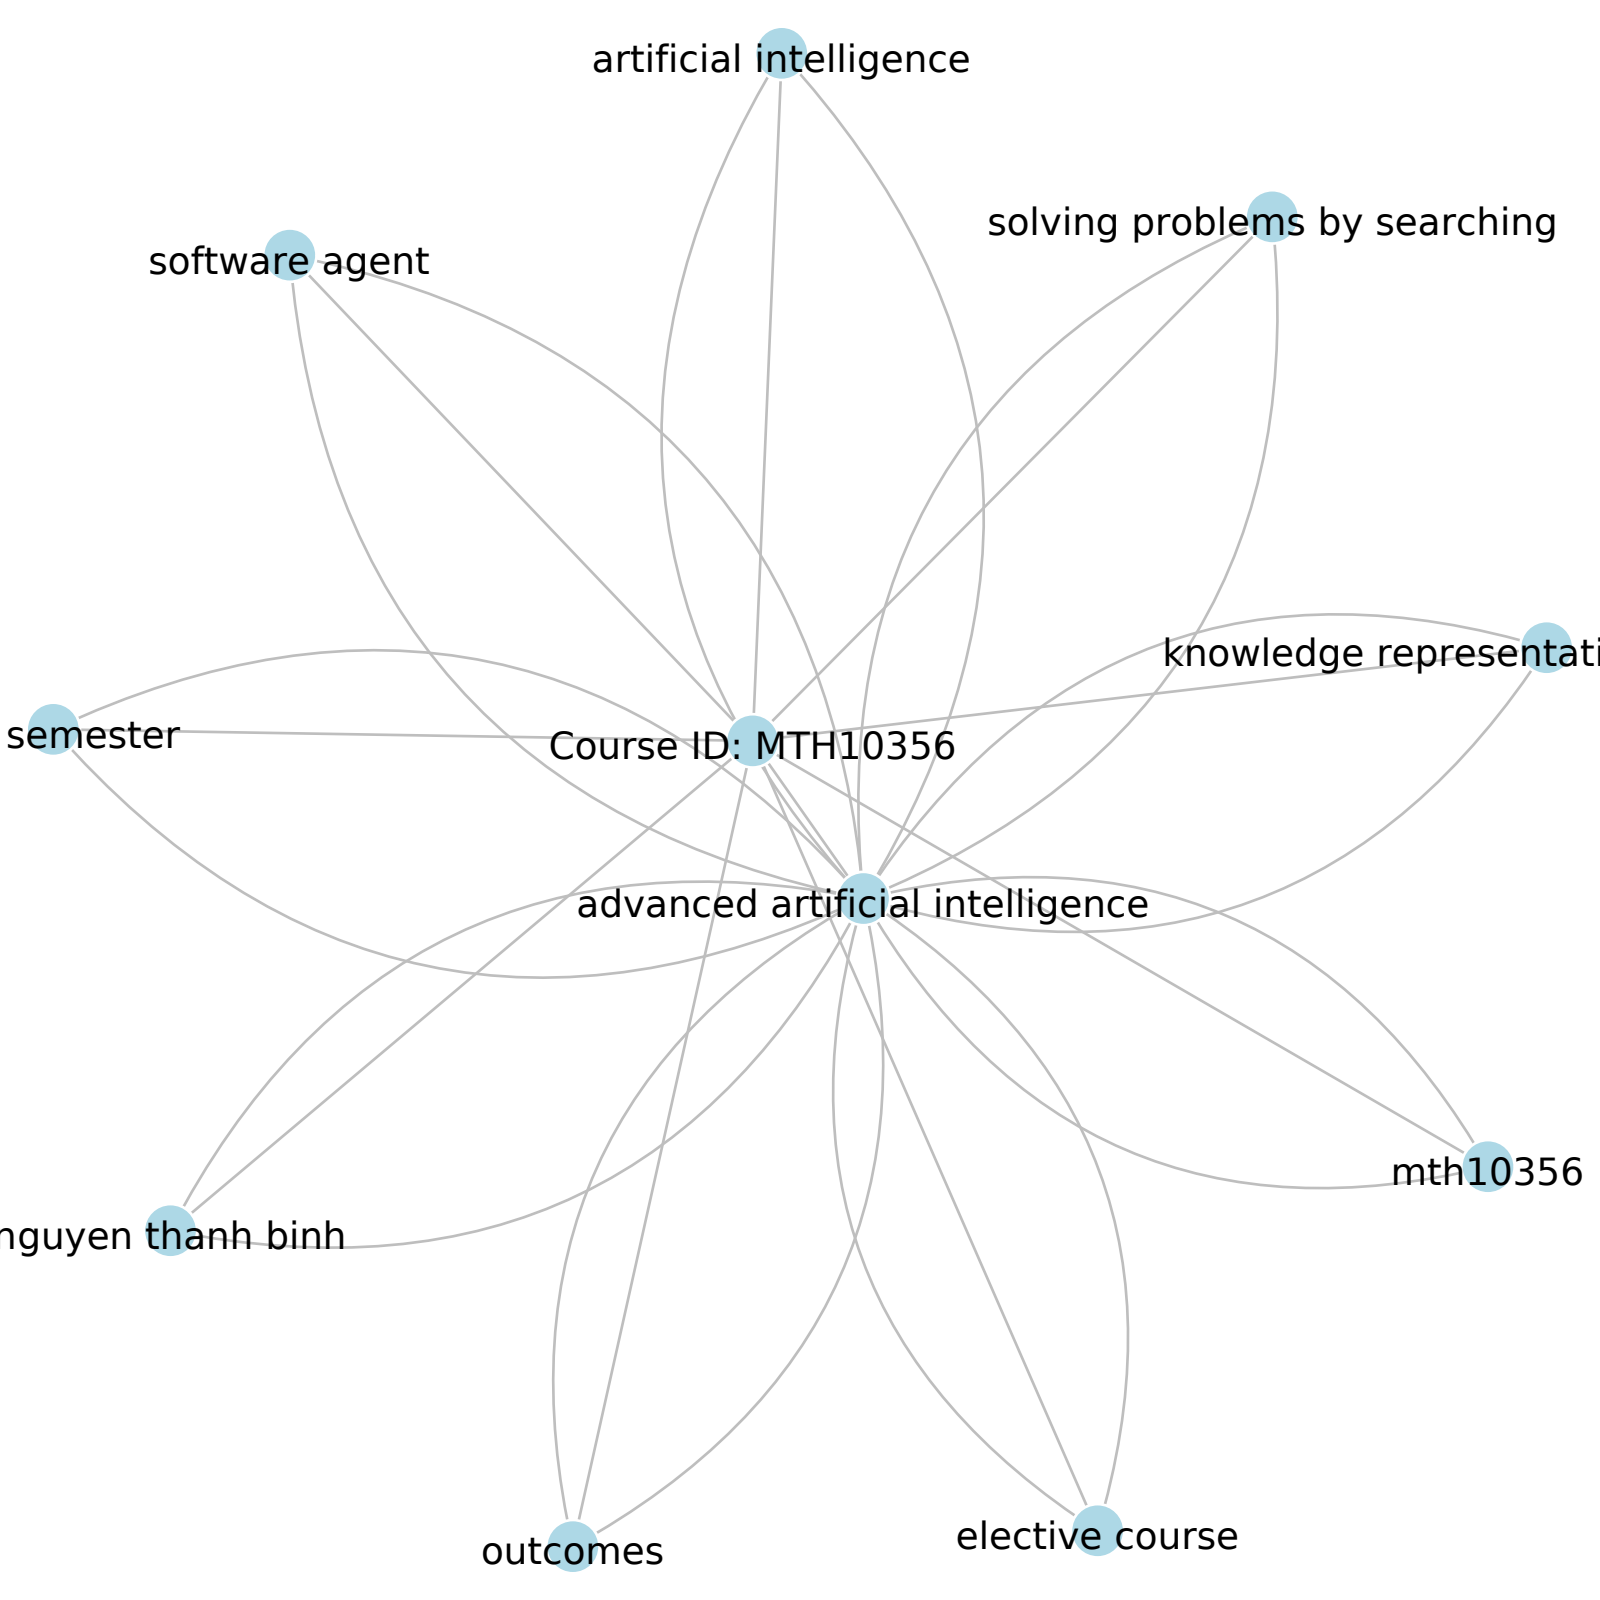 artificial intelligence
solving problems by searching
software agent
knowledge representati
semester
Course ID: MTH10356
advanced artificial intelligence
mth10356
nguyen thanh binh
elective course
outcomes